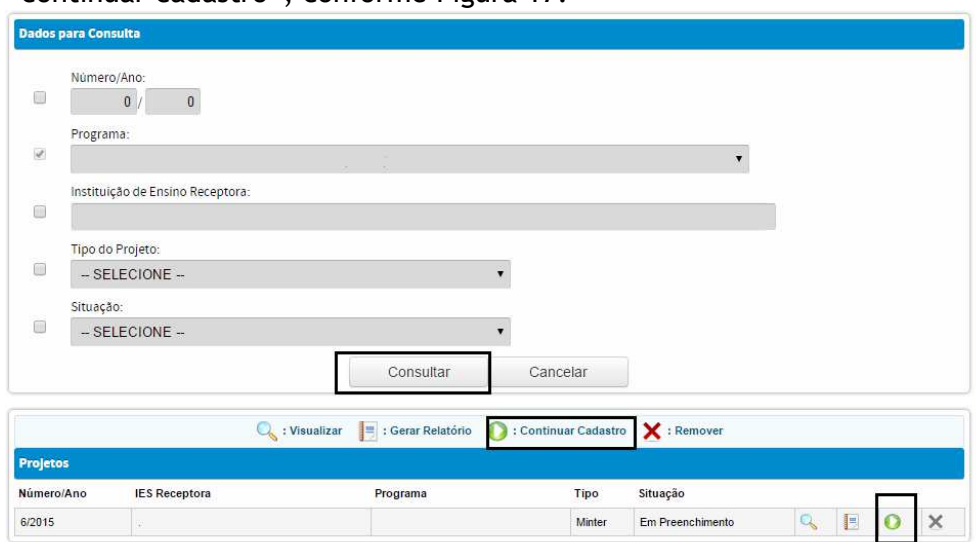 Dados para Consulta
Número/Ano:
0 / 0
Programa:
Instituição de Ensino Receptora:
Tipo do Projeto:
-- SELECIONE --
Situação:
-- SELECIONE --
Consultar Cancelar
: Visualizar : Gerar Relatório : Continuar Cadastro : Remover
Projetos
Número/Ano IES Receptora Programa Tipo Situação
6/2015 Minter Em Preenchimento